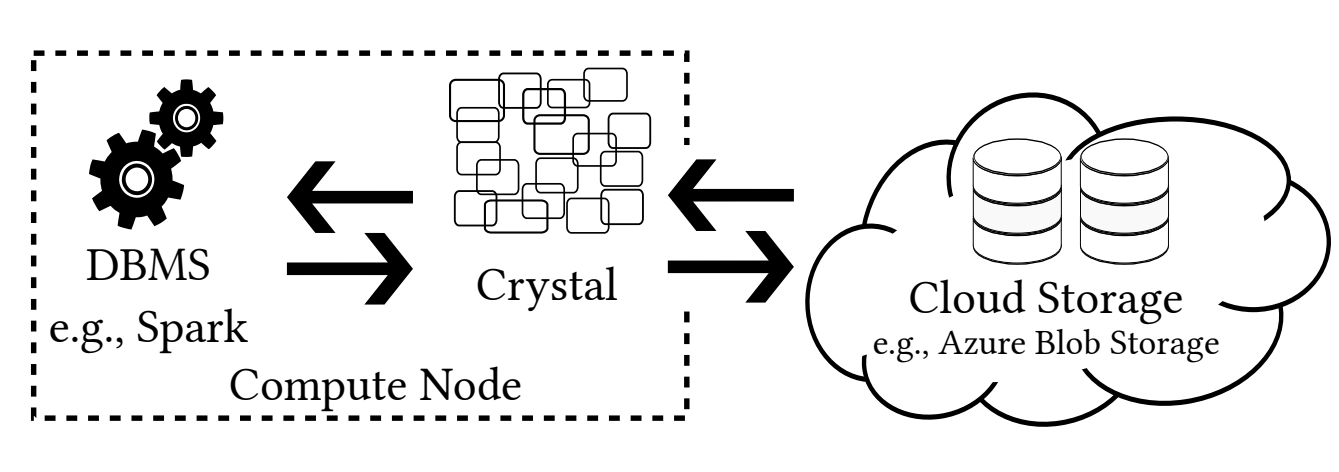 DBMS
e.g., Spark
Crystal
Compute Node
Cloud Storage
e.g., Azure Blob Storage